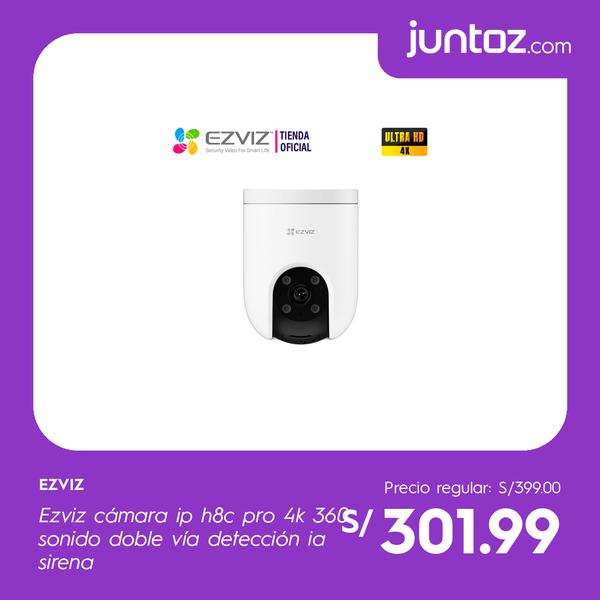 juntoz.com
EZVIZ
Security Video For Smart Life
TIENDA
OFICIAL
ULTRA HD
4K
EZVIZ
EZVIZ
Precio regular: S/399.00
Ezviz cámara ip h8c pro 4k 360
sonido doble vía detección ia
sirena
S/301.99